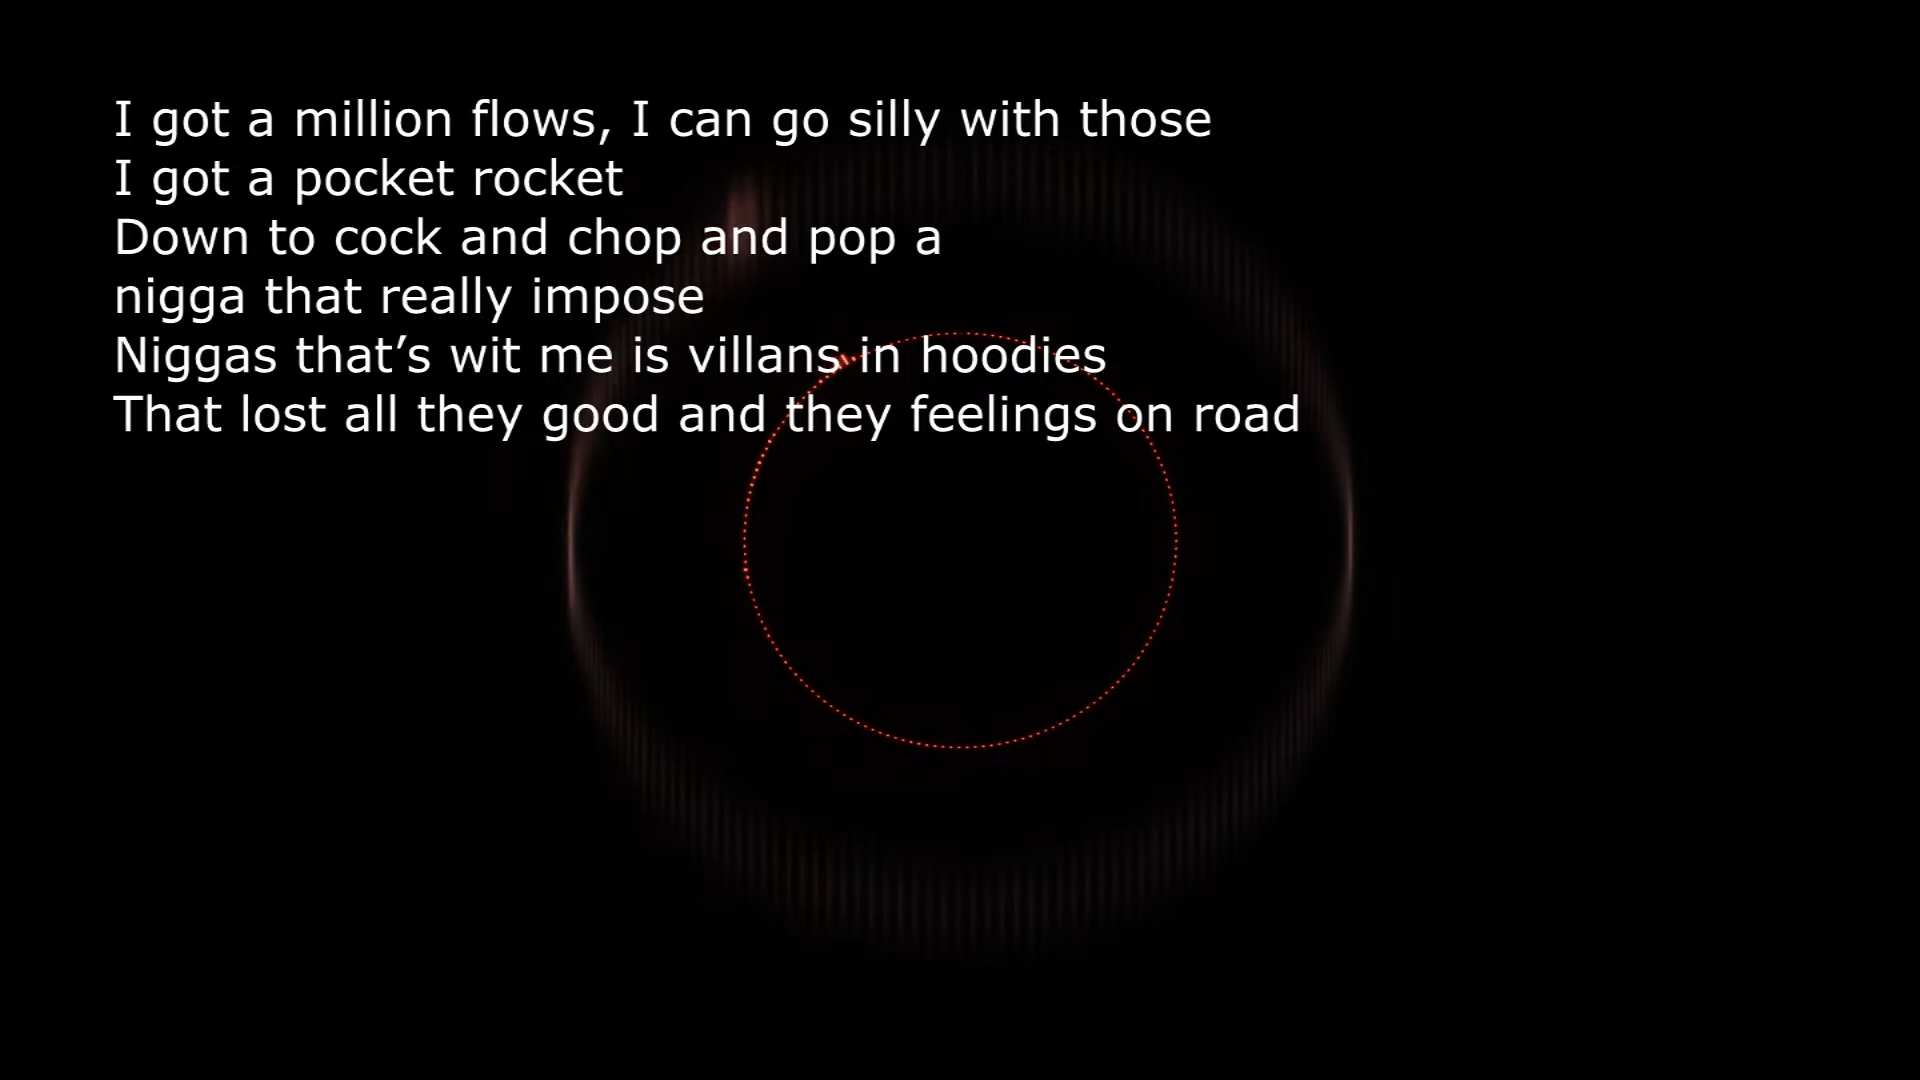 I got a million flows, I can go silly with those
I got a pocket rocket
Down to cock and chop and pop a
nigga that really impose
Niggas that’s wit me is villans in hoodies
That lost all they good and they feelings on road